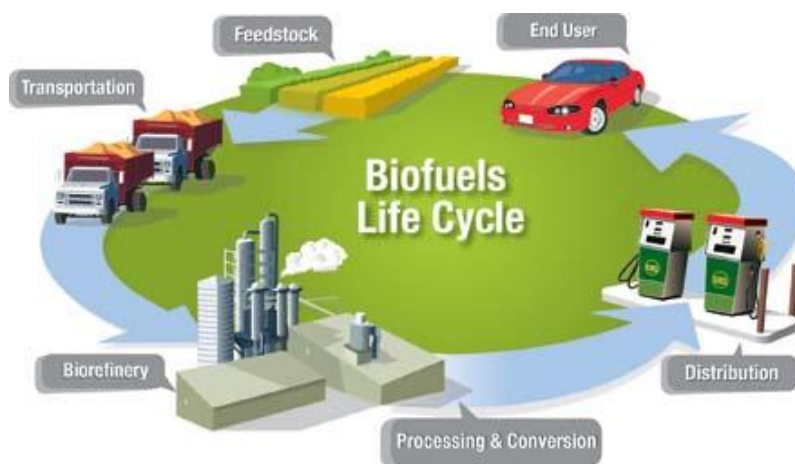 Feedstock
End User
Transportation
Biofuels
Life Cycle
Biorefinery
Distribution
Processing & Conversion